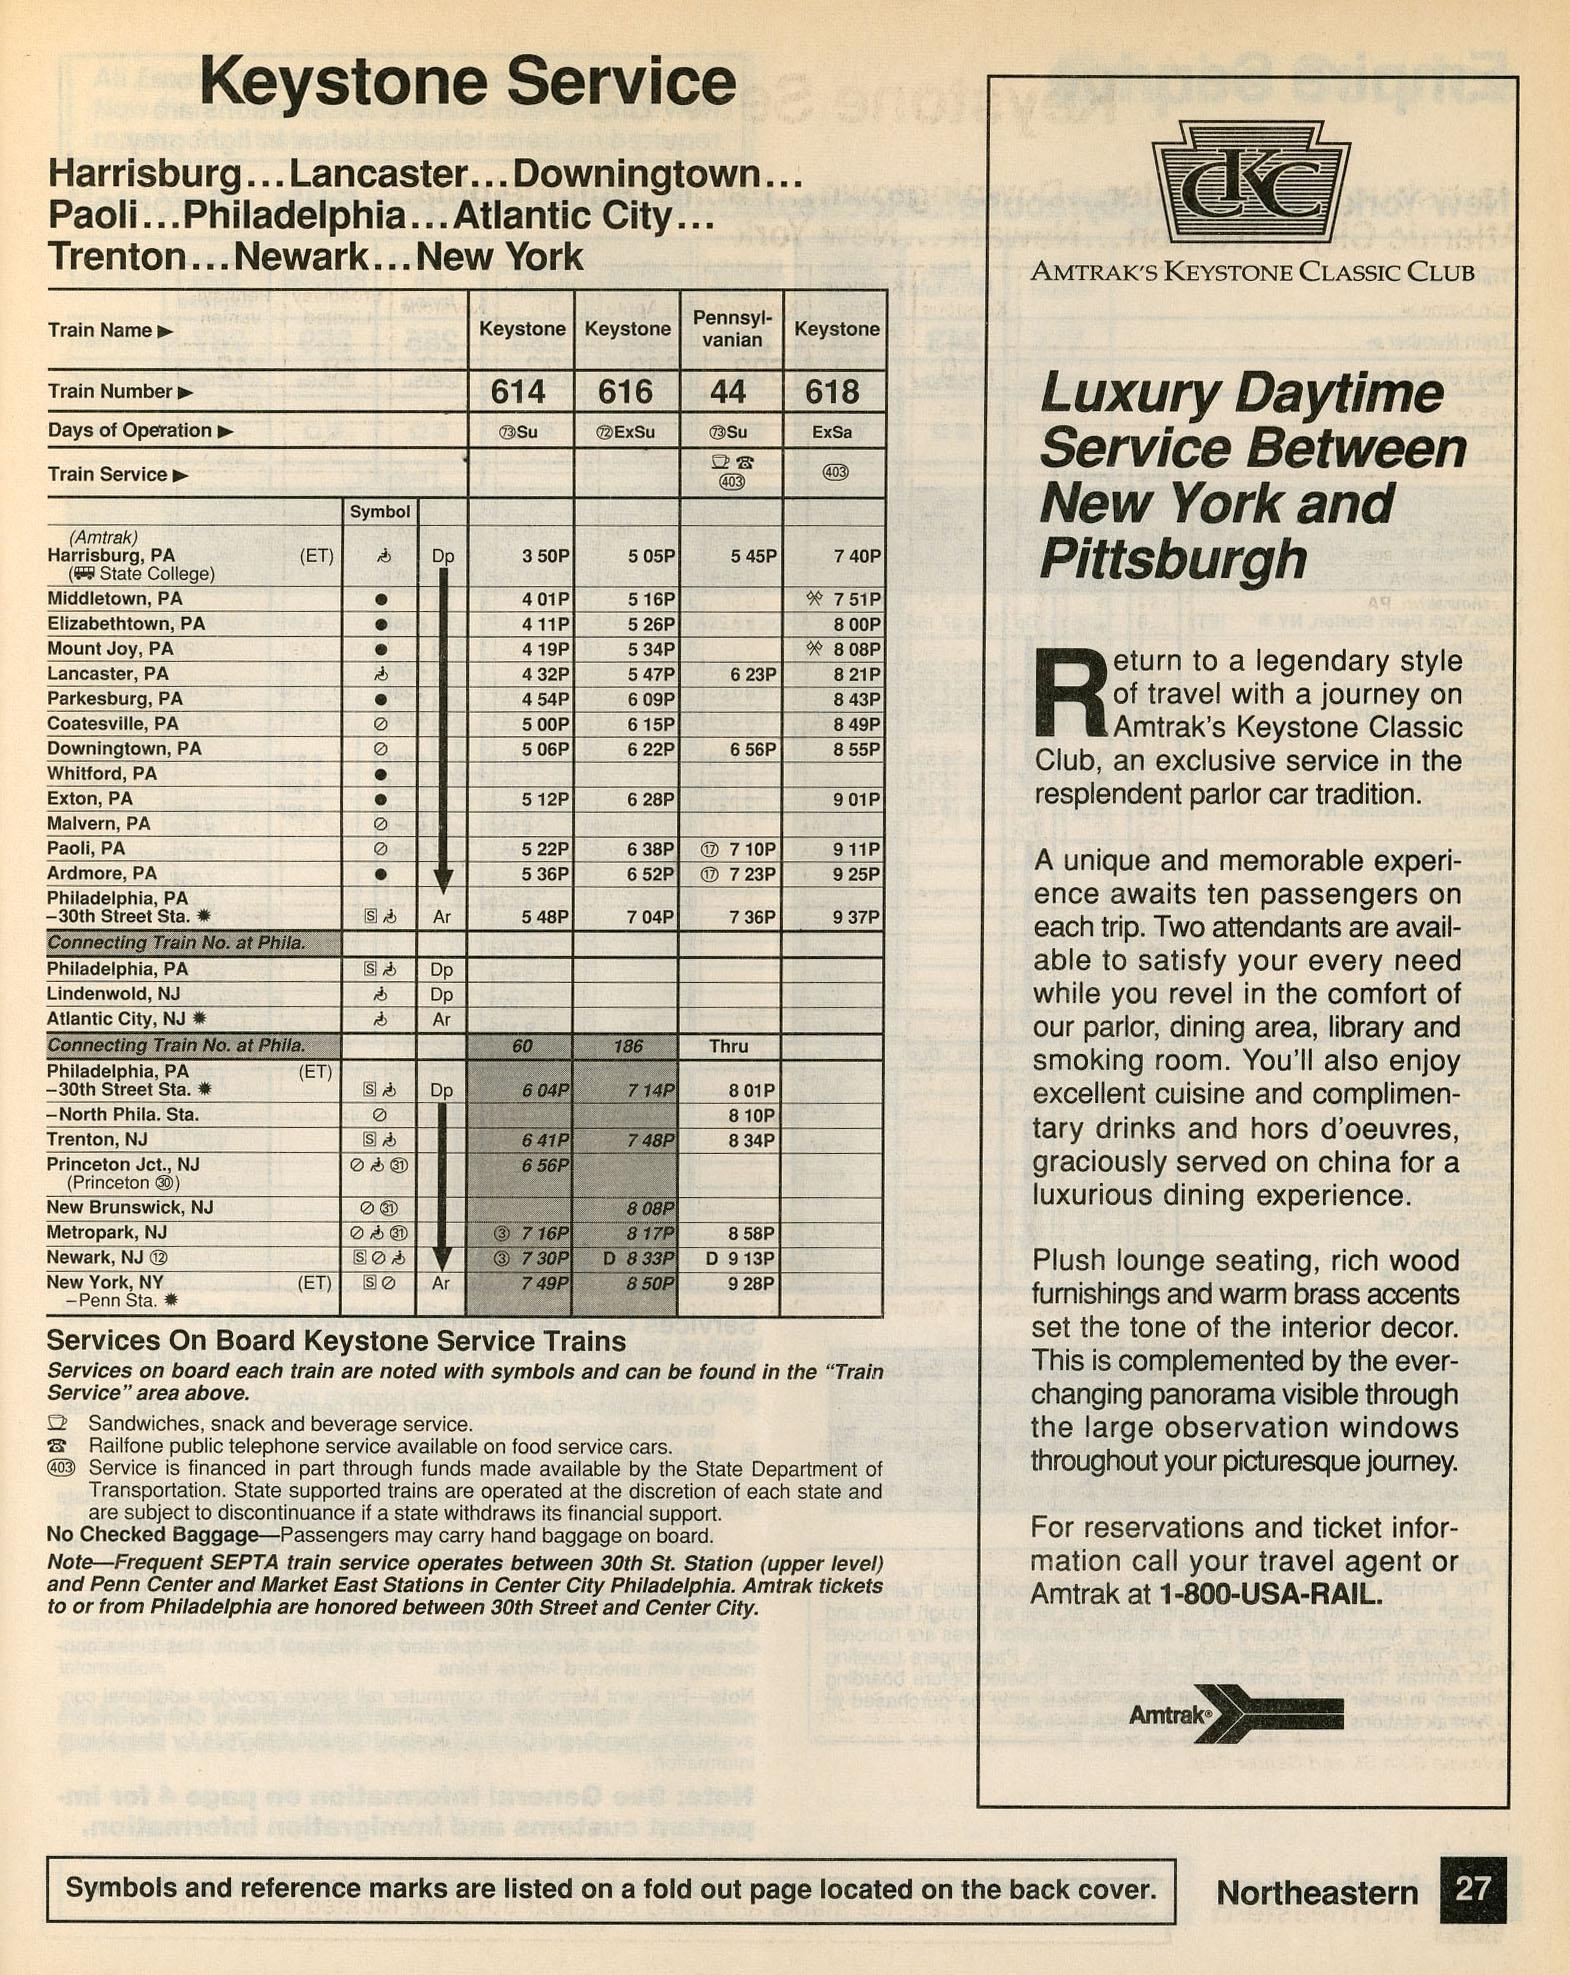 Keystone Service
Harrisburg...Lancaster...Downingtown...
Paoli...Philadelphia...Atlantic City...
Trenton...Newark...New York
Train Name ▶ Keystone Keystone Pennsyl-vanian Keystone
Train Number ▶ 614 616 44 618
Days of Operation ▶ ㉓Su ㉒ExSu ㉓Su ExSa
Train Service ▶ 403 403
Symbol
(Amtrak)
Harrisburg, PA (ET) Dp 3 50P 5 05P 5 45P 7 40P
(State College)
Middletown, PA ● 4 01P 5 16P 7 51P
Elizabethtown, PA ● 4 11P 5 26P 8 00P
Mount Joy, PA ● 4 19P 5 34P 8 08P
Lancaster, PA 4 32P 5 47P 6 23P 8 21P
Parkesburg, PA ● 4 54P 6 09P 8 43P
Coatesville, PA ⊘ 5 00P 6 15P 8 49P
Downingtown, PA ⊘ 5 06P 6 22P 6 56P 8 55P
Whitford, PA ●
Exton, PA ● 5 12P 6 28P 9 01P
Malvern, PA ⊘
Paoli, PA ⊘ 5 22P 6 38P ⑰ 7 10P 9 11P
Ardmore, PA ● 5 36P 6 52P ⑰ 7 23P 9 25P
Philadelphia, PA
–30th Street Sta. ✹ S Ar 5 48P 7 04P 7 36P 9 37P
Connecting Train No. at Phila.
Philadelphia, PA S Dp
Lindenwold, NJ Dp
Atlantic City, NJ ✹ Ar
Connecting Train No. at Phila. 60 186 Thru
Philadelphia, PA (ET)
–30th Street Sta. ✹ S Dp 6 04P 7 14P 8 01P
–North Phila. Sta. ⊘ 8 10P
Trenton, NJ S 6 41P 7 48P 8 34P
Princeton Jct., NJ ⊘ ㉛ 6 56P
(Princeton ㉚)
New Brunswick, NJ ⊘ ㉛ 8 08P
Metropark, NJ ⊘ ㉛ ③ 7 16P 8 17P 8 58P
Newark, NJ ⑫ S ⊘ ③ 7 30P D 8 33P D 9 13P
New York, NY (ET) S ⊘ Ar 7 49P 8 50P 9 28P
–Penn Sta. ✹
Services On Board Keystone Service Trains
Services on board each train are noted with symbols and can be found in the “Train
Service” area above.
Sandwiches, snack and beverage service.
Railfone public telephone service available on food service cars.
403 Service is financed in part through funds made available by the State Department of
Transportation. State supported trains are operated at the discretion of each state and
are subject to discontinuance if a state withdraws its financial support.
No Checked Baggage—Passengers may carry hand baggage on board.
Note—Frequent SEPTA train service operates between 30th St. Station (upper level)
and Penn Center and Market East Stations in Center City Philadelphia. Amtrak tickets
to or from Philadelphia are honored between 30th Street and Center City.
CKC
AMTRAK'S KEYSTONE CLASSIC CLUB
Luxury Daytime
Service Between
New York and
Pittsburgh
Return to a legendary style
of travel with a journey on
Amtrak's Keystone Classic
Club, an exclusive service in the
resplendent parlor car tradition.
A unique and memorable experi-
ence awaits ten passengers on
each trip. Two attendants are avail-
able to satisfy your every need
while you revel in the comfort of
our parlor, dining area, library and
smoking room. You'll also enjoy
excellent cuisine and complimen-
tary drinks and hors d'oeuvres,
graciously served on china for a
luxurious dining experience.
Plush lounge seating, rich wood
furnishings and warm brass accents
set the tone of the interior decor.
This is complemented by the ever-
changing panorama visible through
the large observation windows
throughout your picturesque journey.
For reservations and ticket infor-
mation call your travel agent or
Amtrak at 1-800-USA-RAIL.
Amtrak®
Symbols and reference marks are listed on a fold out page located on the back cover.
Northeastern 27